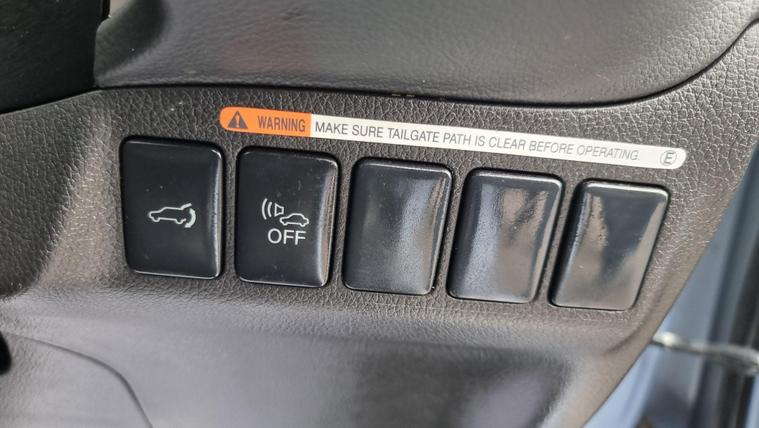 WARNING MAKE SURE TAILGATE PATH IS CLEAR BEFORE OPERATING. E
OFF